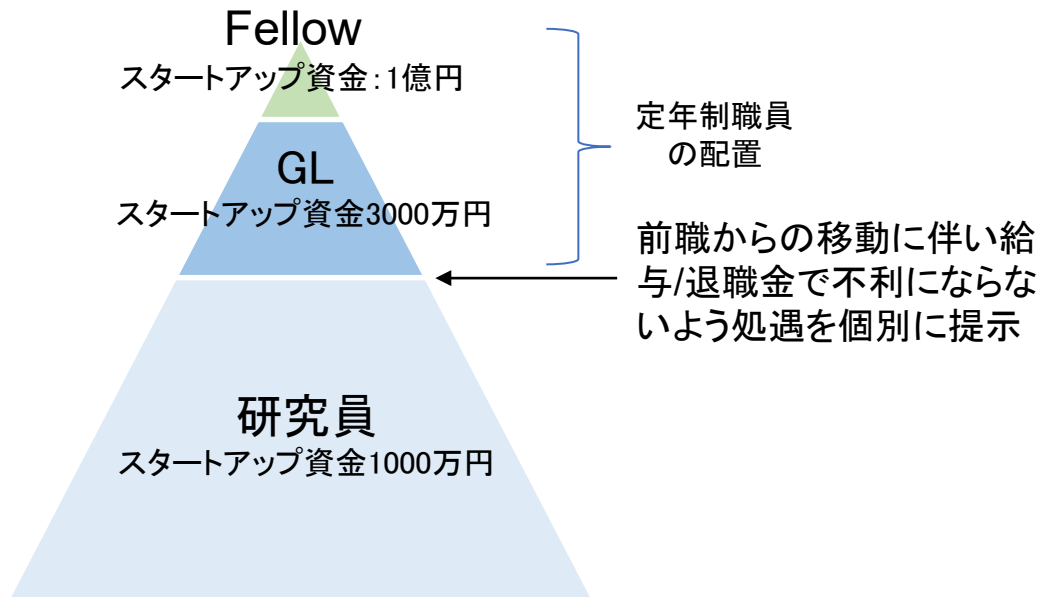 Fellow
スタートアップ資金：1億円
GL
スタートアップ資金3000万円
研究員
スタートアップ資金1000万円
定年制職員
の配置
前職からの移動に伴い給
与/退職金で不利にならな
いよう処遇を個別に提示